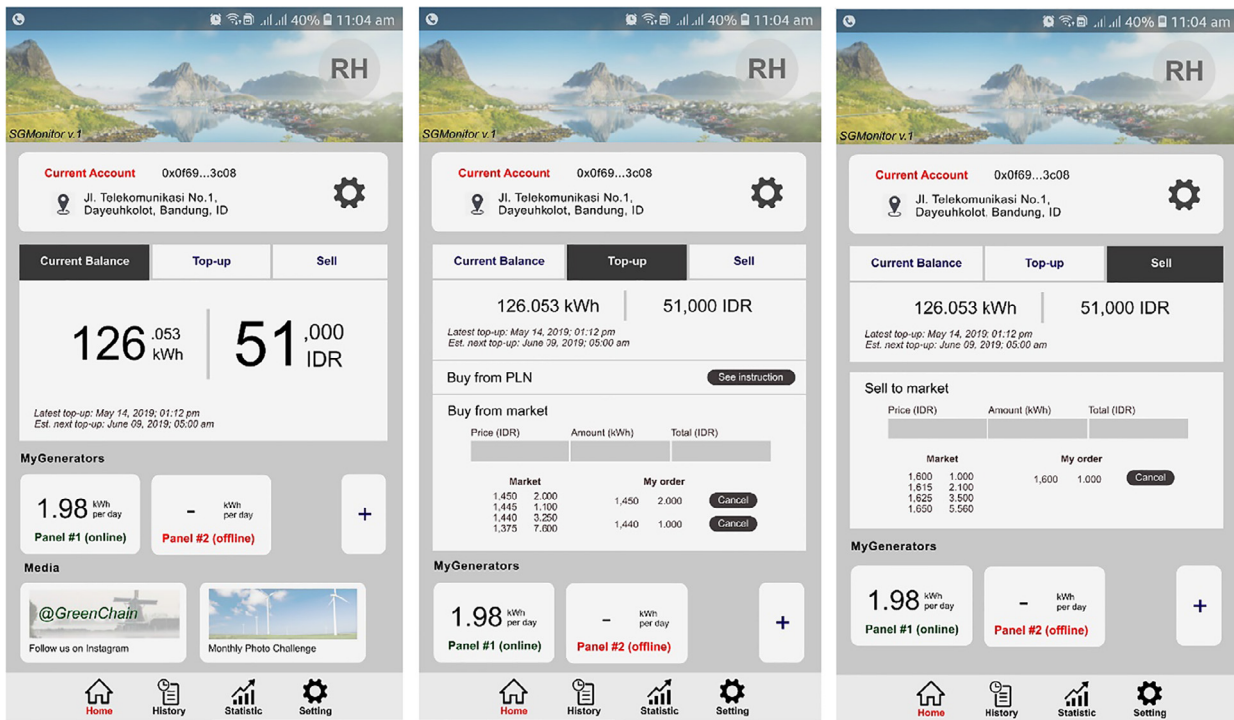 40% 11:04 am
RH
SGMonitor v.1
Current Account 0x0f69...3c08
Jl. Telekomunikasi No.1,
Dayeuhkolot, Bandung, ID
Current Balance Top-up Sell
126 .053 kWh 51 ,000 IDR
Latest top-up: May 14, 2019; 01:12 pm
Est. next top-up: June 09, 2019; 05:00 am
MyGenerators
1.98 kWh per day - kWh per day +
Panel #1 (online) Panel #2 (offline)
Media
@GreenChain
Follow us on Instagram Monthly Photo Challenge
Home History Statistic Setting
40% 11:04 am
RH
SGMonitor v.1
Current Account 0x0f69...3c08
Jl. Telekomunikasi No.1,
Dayeuhkolot, Bandung, ID
Current Balance Top-up Sell
126.053 kWh 51,000 IDR
Latest top-up: May 14, 2019; 01:12 pm
Est. next top-up: June 09, 2019; 05:00 am
Buy from PLN See instruction
Buy from market
Price (IDR) Amount (kWh) Total (IDR)
Market My order
1,450 2.000 1,450 2.000 Cancel
1,445 1.100
1,440 3.250 1,440 1.000 Cancel
1,375 7.600
MyGenerators
1.98 kWh per day - kWh per day +
Panel #1 (online) Panel #2 (offline)
Home History Statistic Setting
40% 11:04 am
RH
SGMonitor v.1
Current Account 0x0f69...3c08
Jl. Telekomunikasi No.1,
Dayeuhkolot. Bandung, ID
Current Balance Top-up Sell
126.053 kWh 51,000 IDR
Latest top-up: May 14, 2019; 01:12 pm
Est. next top-up: June 09, 2019; 05:00 am
Sell to market
Price (IDR) Amount (kWh) Total (IDR)
Market My order
1,600 1.000 1,600 1.000 Cancel
1,615 2.100
1,625 3.500
1,650 5.560
MyGenerators
1.98 kWh per day - kWh per day +
Panel #1 (online) Panel #2 (offline)
Home History Statistic Setting